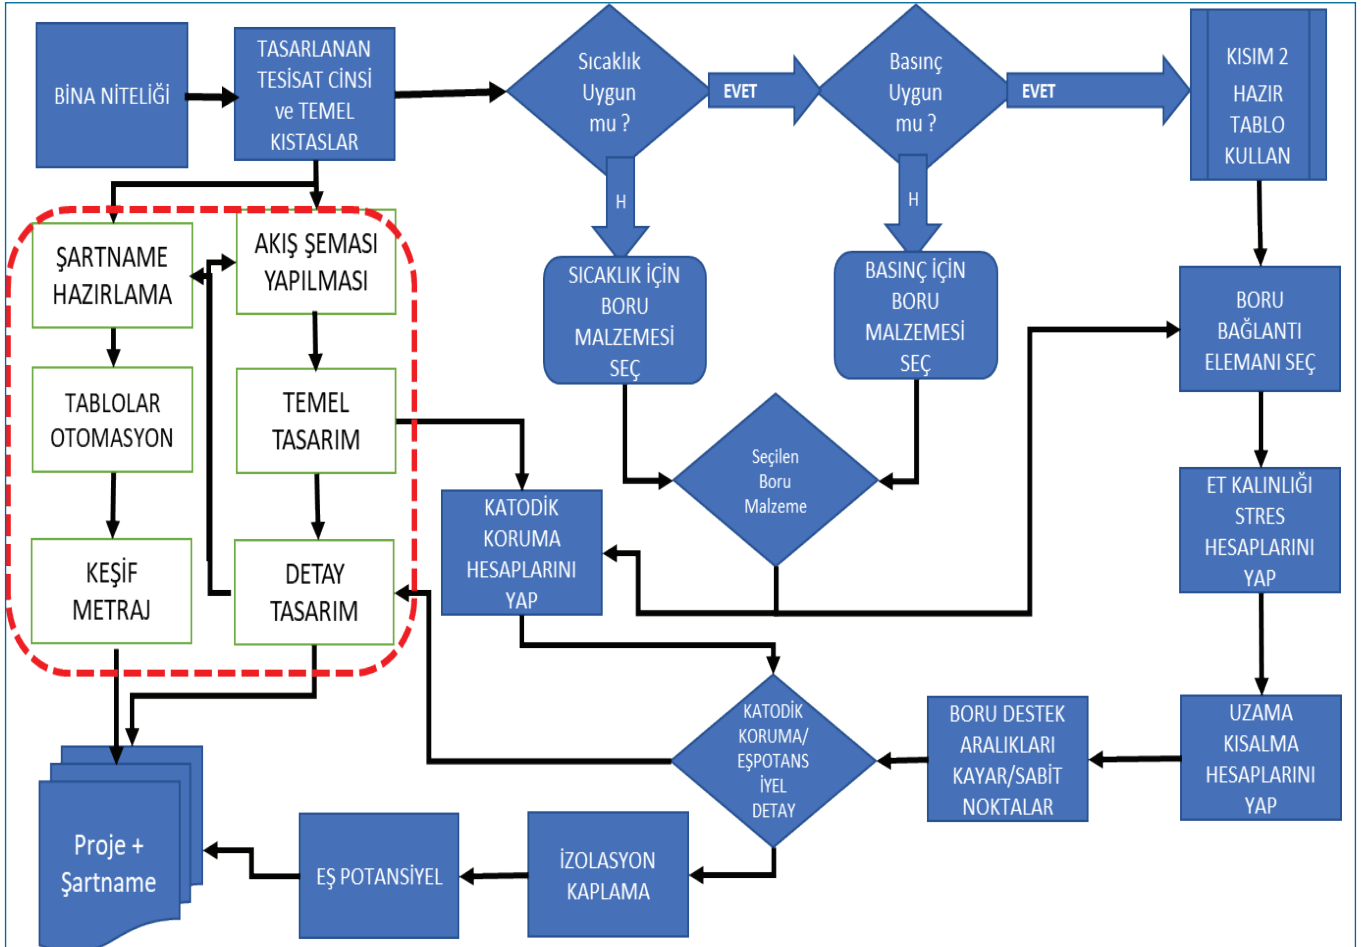 BİNA NİTELİĞİ
TASARLANAN
TESİSAT CİNSİ
ve TEMEL
KISTASLAR
Sıcaklık
Uygun
mu ?
EVET
Basınç
Uygun
mu ?
EVET
KISIM 2
HAZIR
TABLO
KULLAN
H
H
ŞARTNAME
HAZIRLAMA
AKIŞ ŞEMASI
YAPILMASI
SICAKLIK İÇİN
BORU
MALZEMESİ
SEÇ
BASINÇ İÇİN
BORU
MALZEMESİ
SEÇ
BORU
BAĞLANTI
ELEMANI SEÇ
TABLOLAR
OTOMASYON
TEMEL
TASARIM
Seçilen
Boru
Malzeme
KATODİK
KORUMA
HESAPLARINI
YAP
ET KALINLIĞI
STRES
HESAPLARINI
YAP
KEŞİF
METRAJ
DETAY
TASARIM
KATODİK
KORUMA/
EŞPOTANS
İYEL
DETAY
BORU DESTEK
ARALIKLARI
KAYAR/SABİT
NOKTALAR
UZAMA
KISALMA
HESAPLARINI
YAP
Proje +
Şartname
EŞ POTANSİYEL
İZOLASYON
KAPLAMA